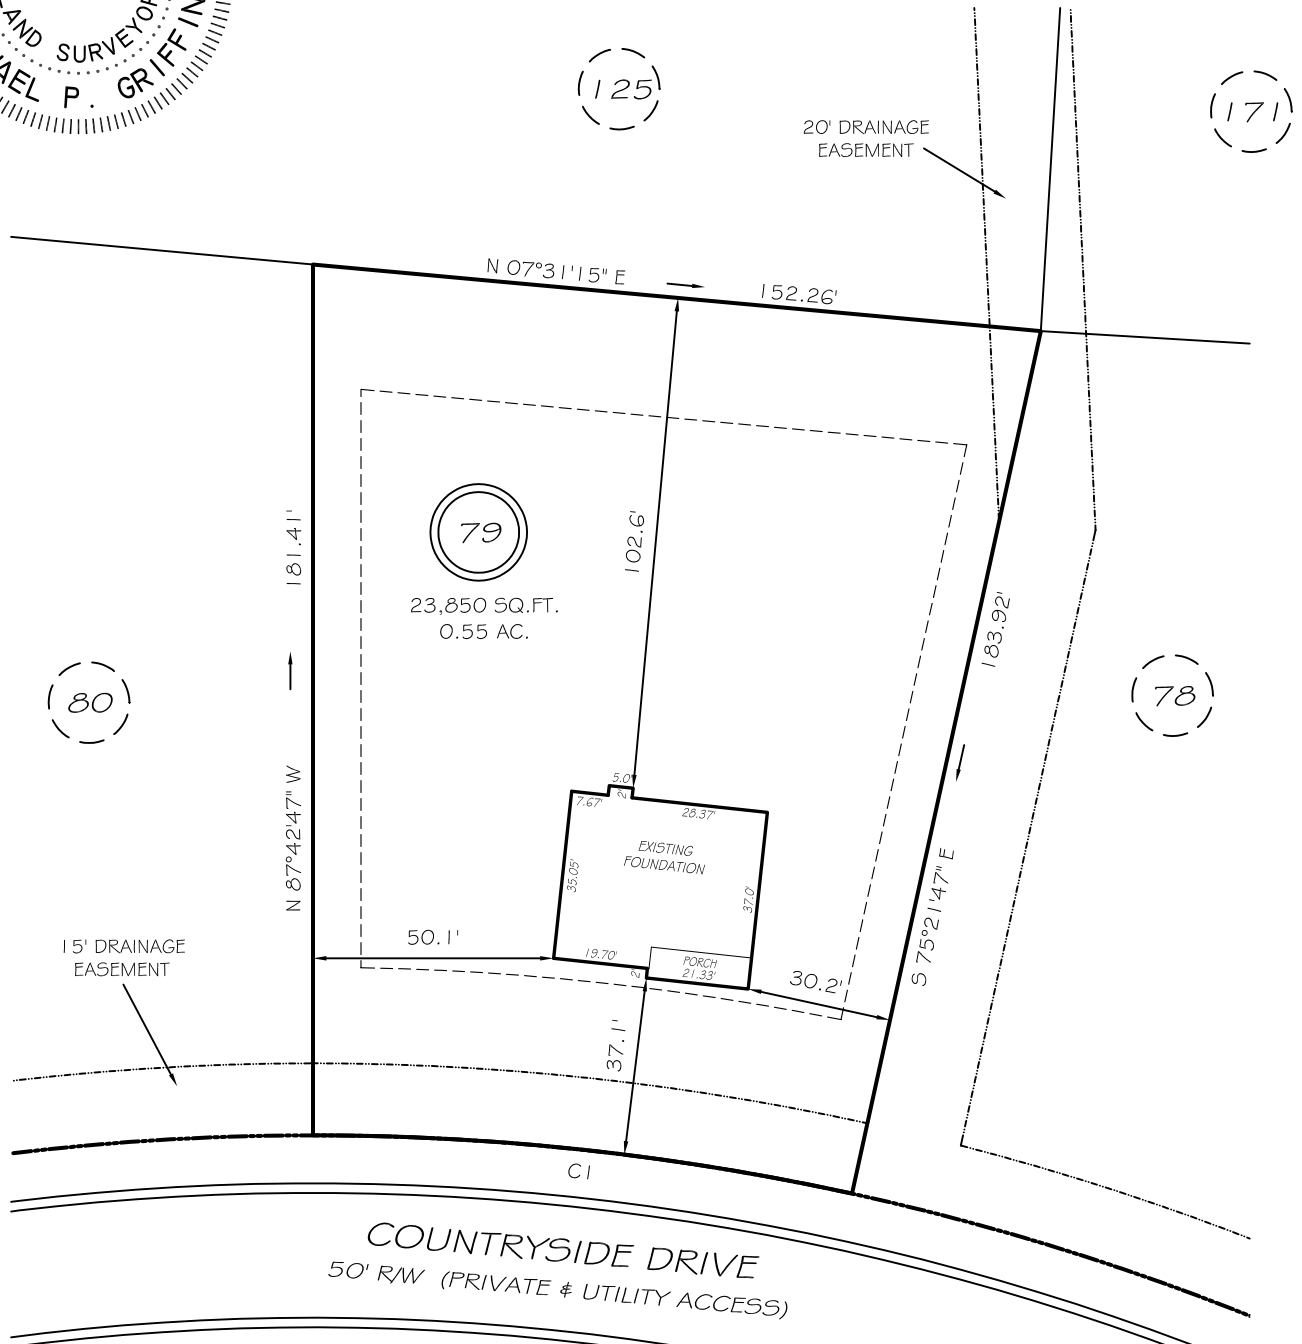 LAND SURVEYOR
AEL P. GRIFFIN
125
171
20' DRAINAGE
EASEMENT
N 07°31'15" E
152.26'
181.41'
79
23,850 SQ.FT.
0.55 AC.
102.6'
183.92'
80
78
N 87°42'47" W
S 75°21'47" E
5.0'
2'
7.67'
28.37'
EXISTING
FOUNDATION
35.05'
37.0'
19.70'
2'
PORCH
21.33'
50.1'
30.2'
37.1'
15' DRAINAGE
EASEMENT
C1
COUNTRYSIDE DRIVE
50' R/W (PRIVATE & UTILITY ACCESS)